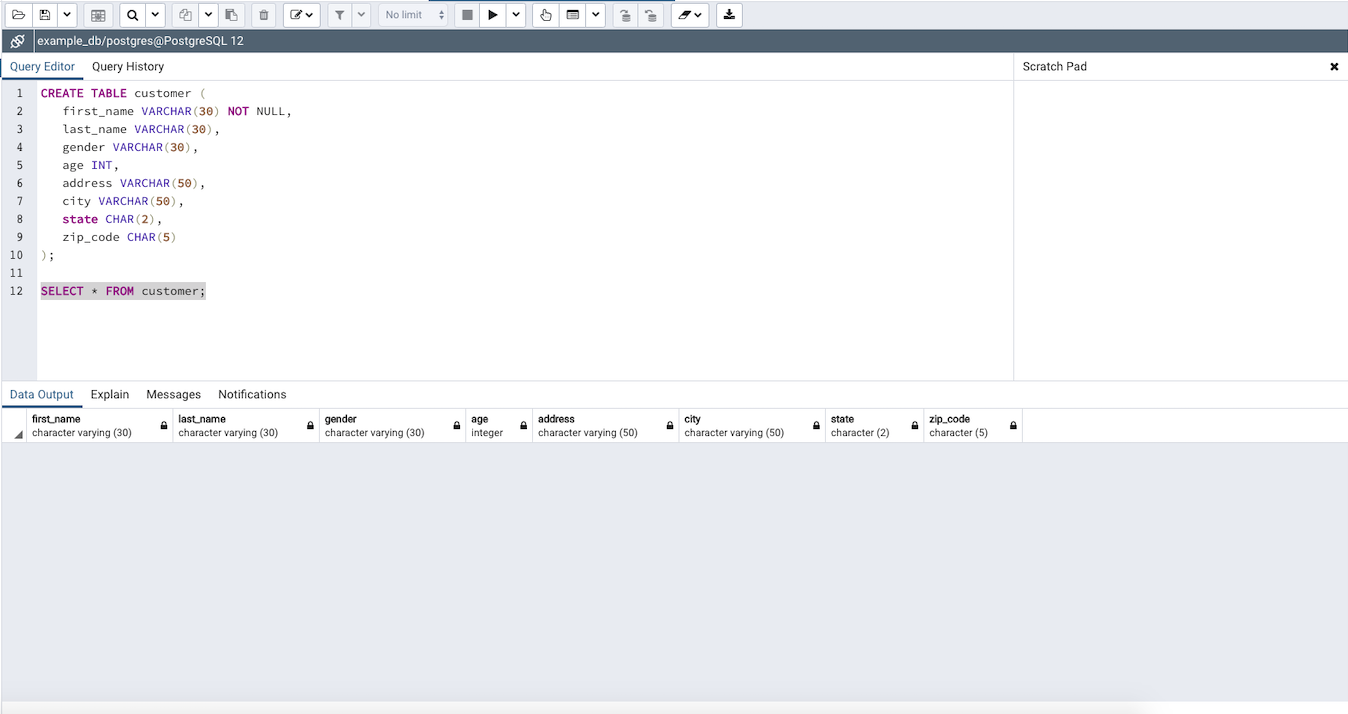 No limit
example_db/postgres@PostgreSQL 12
Query Editor Query History
Scratch Pad
1 CREATE TABLE customer (
2 first_name VARCHAR(30) NOT NULL,
3 last_name VARCHAR(30),
4 gender VARCHAR(30),
5 age INT,
6 address VARCHAR(50),
7 city VARCHAR(50),
8 state CHAR(2),
9 zip_code CHAR(5)
10 );
11
12 SELECT * FROM customer;
Data Output Explain Messages Notifications
first_name last_name gender age address city state zip_code
character varying (30) character varying (30) character varying (30) integer character varying (50) character varying (50) character (2) character (5)